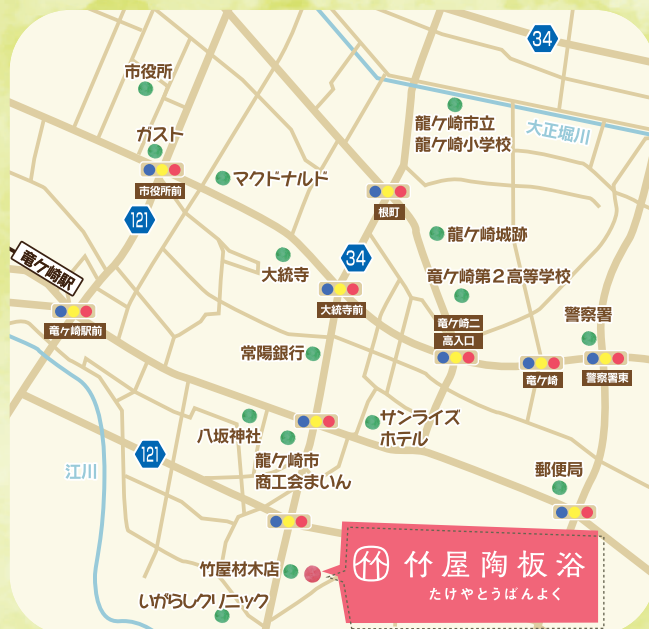 34
市役所
龍ケ崎市立
龍ケ崎小学校
大正堀川
ガスト
マクドナルド
市役所前
根町
121
龍ケ崎城跡
34
竜ケ崎駅
大統寺
竜ケ崎第2高等学校
大統寺前
竜ケ崎二
高入口
警察署
竜ケ崎駅前
常陽銀行
竜ケ崎
警察署東
サンライズ
ホテル
八坂神社
龍ケ崎市
商工会まいん
121
江川
郵便局
竹屋陶板浴
たけやとうばんよく
竹屋材木店
いがらしクリニック